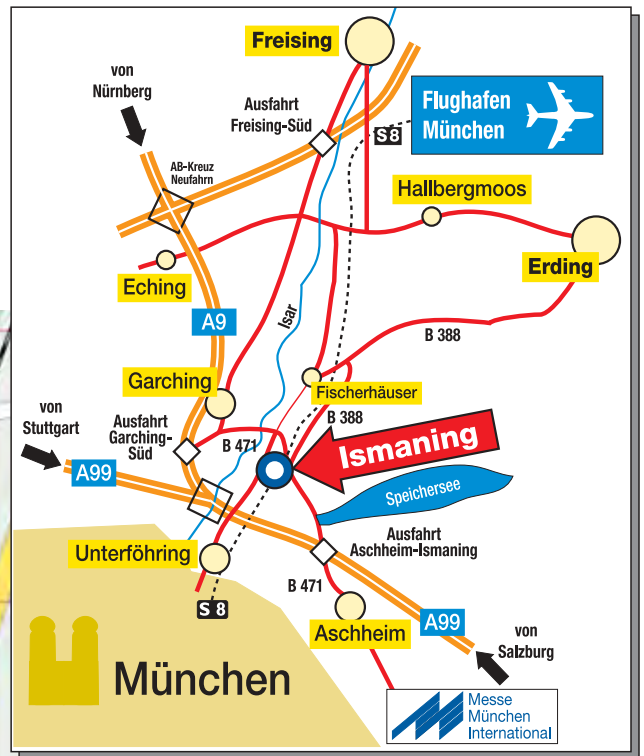 Freising
von
Nürnberg
Ausfahrt
Freising-Süd
Flughafen
München
S 8
AB-Kreuz
Neufahrn
Hallbergmoos
Eching
Erding
A9
Isar
B 388
Garching
Fischerhäuser
von
Stuttgart
Ausfahrt
Garching-
Süd
B 471
B 388
Ismaning
A99
Speichersee
Unterföhring
Ausfahrt
Aschheim-Ismaning
B 471
S 8
Aschheim
A99
von
Salzburg
München
Messe
München
International